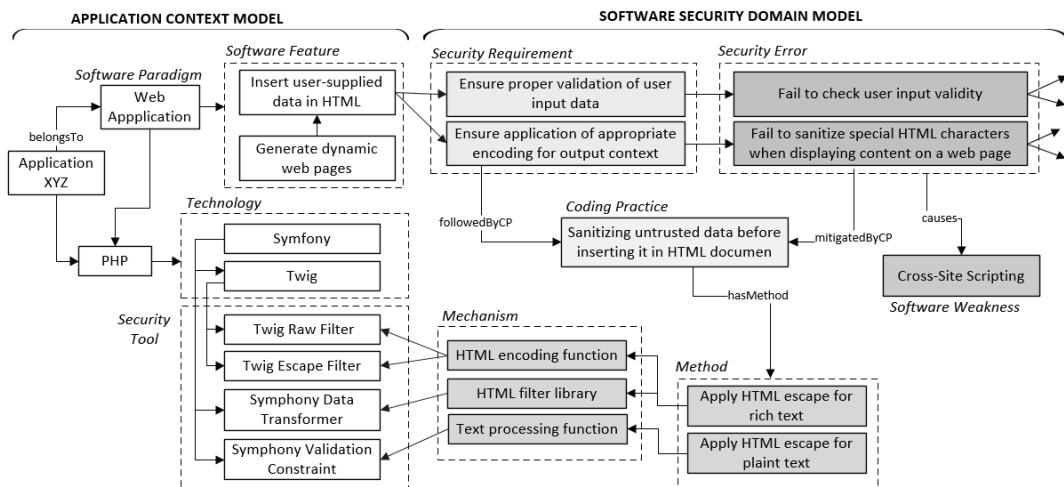 APPLICATION CONTEXT MODEL
SOFTWARE SECURITY DOMAIN MODEL
Software Feature
Security Requirement
Security Error
Software Paradigm
Web
Appplication
Insert user-supplied
data in HTML
Ensure proper validation of user
input data
Fail to check user input validity
belongsTo
Generate dynamic
web pages
Ensure application of appropriate
encoding for output context
Fail to sanitize special HTML characters
when displaying content on a web page
Application
XYZ
Technology
followedByCP
Coding Practice
causes
Symfony
Sanitizing untrusted data before
inserting it in HTML documen
mitigatedByCP
PHP
Twig
Cross-Site Scripting
Software Weakness
hasMethod
Security
Tool
Mechanism
Twig Raw Filter
HTML encoding function
Twig Escape Filter
Method
Symphony Data
Transformer
HTML filter library
Apply HTML escape for
rich text
Text processing function
Symphony Validation
Constraint
Apply HTML escape for
plaint text